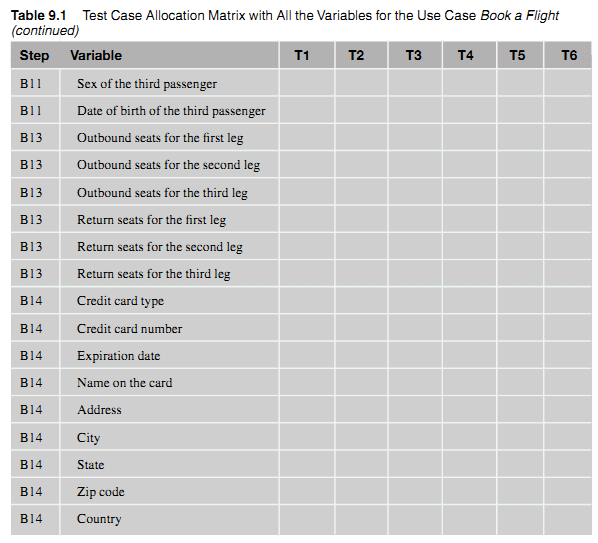 Table 9.1 Test Case Allocation Matrix with All the Variables for the Use Case Book a Flight
(continued)
Step Variable T1 T2 T3 T4 T5 T6
B11 Sex of the third passenger
B11 Date of birth of the third passenger
B13 Outbound seats for the first leg
B13 Outbound seats for the second leg
B13 Outbound seats for the third leg
B13 Return seats for the first leg
B13 Return seats for the second leg
B13 Return seats for the third leg
B14 Credit card type
B14 Credit card number
B14 Expiration date
B14 Name on the card
B14 Address
B14 City
B14 State
B14 Zip code
B14 Country